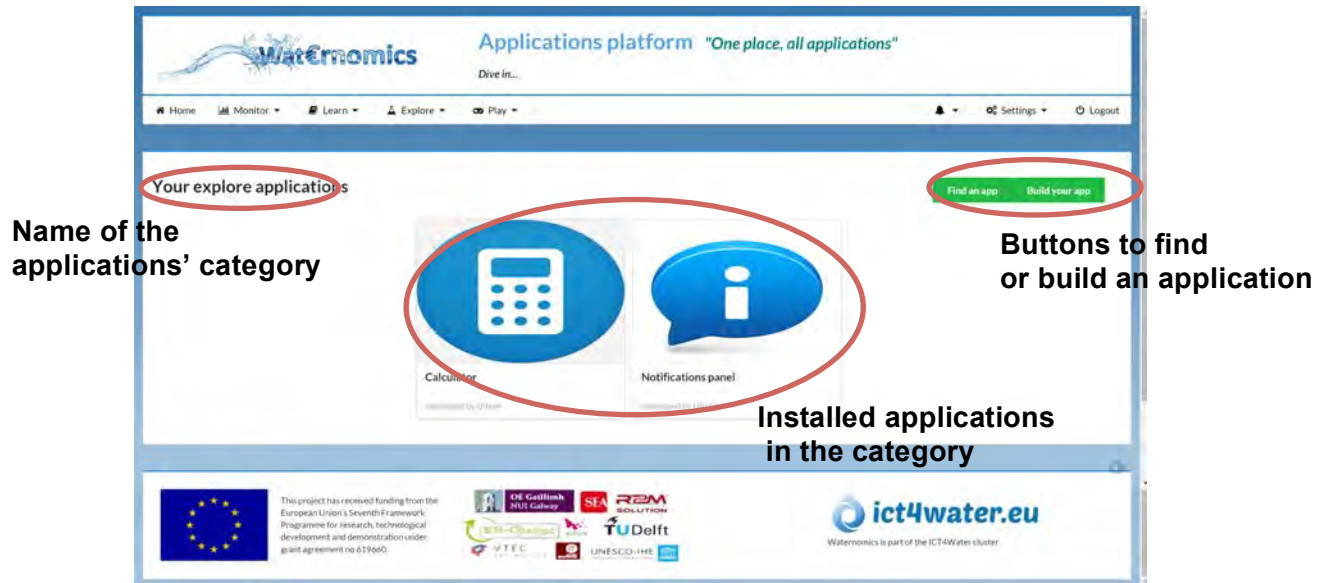 Wat€rnomics
Applications platform "One place, all applications"
Dive in...
Home Monitor Learn Explore Play Settings Logout
Your explore applications
Find an app Build your app
Name of the
applications’ category
Buttons to find
or build an application
Calculator
Notifications panel
Installed applications
in the category
This project has received funding from the
European Union's Seventh Framework
Programme for research, technological
development and demonstration under
grant agreement no 619660.
OÉ Gaillimh
NUI Galway
SEA
R2M
SOLUTION
TUDelft
VTEC
UNESCO-IHE
ict4water.eu
Waternomics is part of the ICT4Water cluster